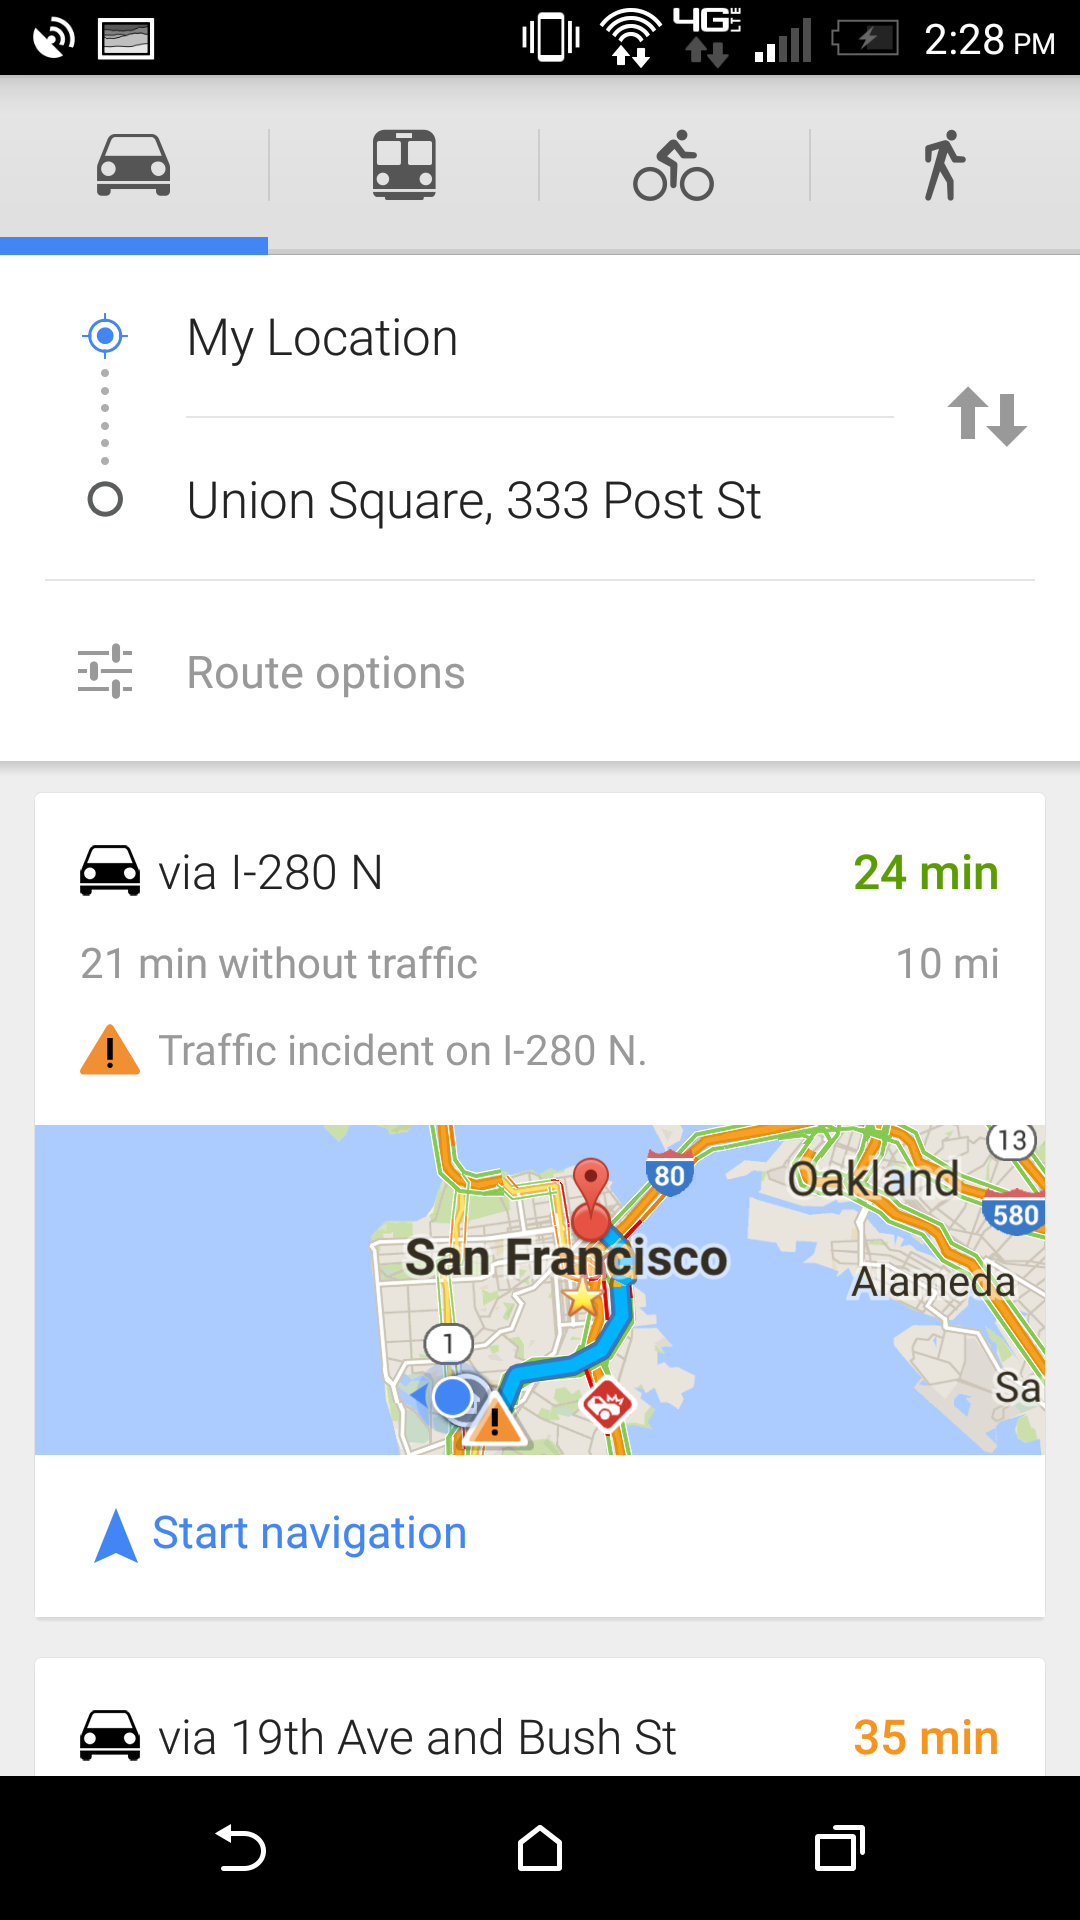 4G LTE 2:28 PM
My Location
Union Square, 333 Post St
Route options
via I-280 N 24 min
21 min without traffic 10 mi
Traffic incident on I-280 N.
13
80
Oakland
580
San Francisco
Alameda
1
Sa
Start navigation
via 19th Ave and Bush St 35 min